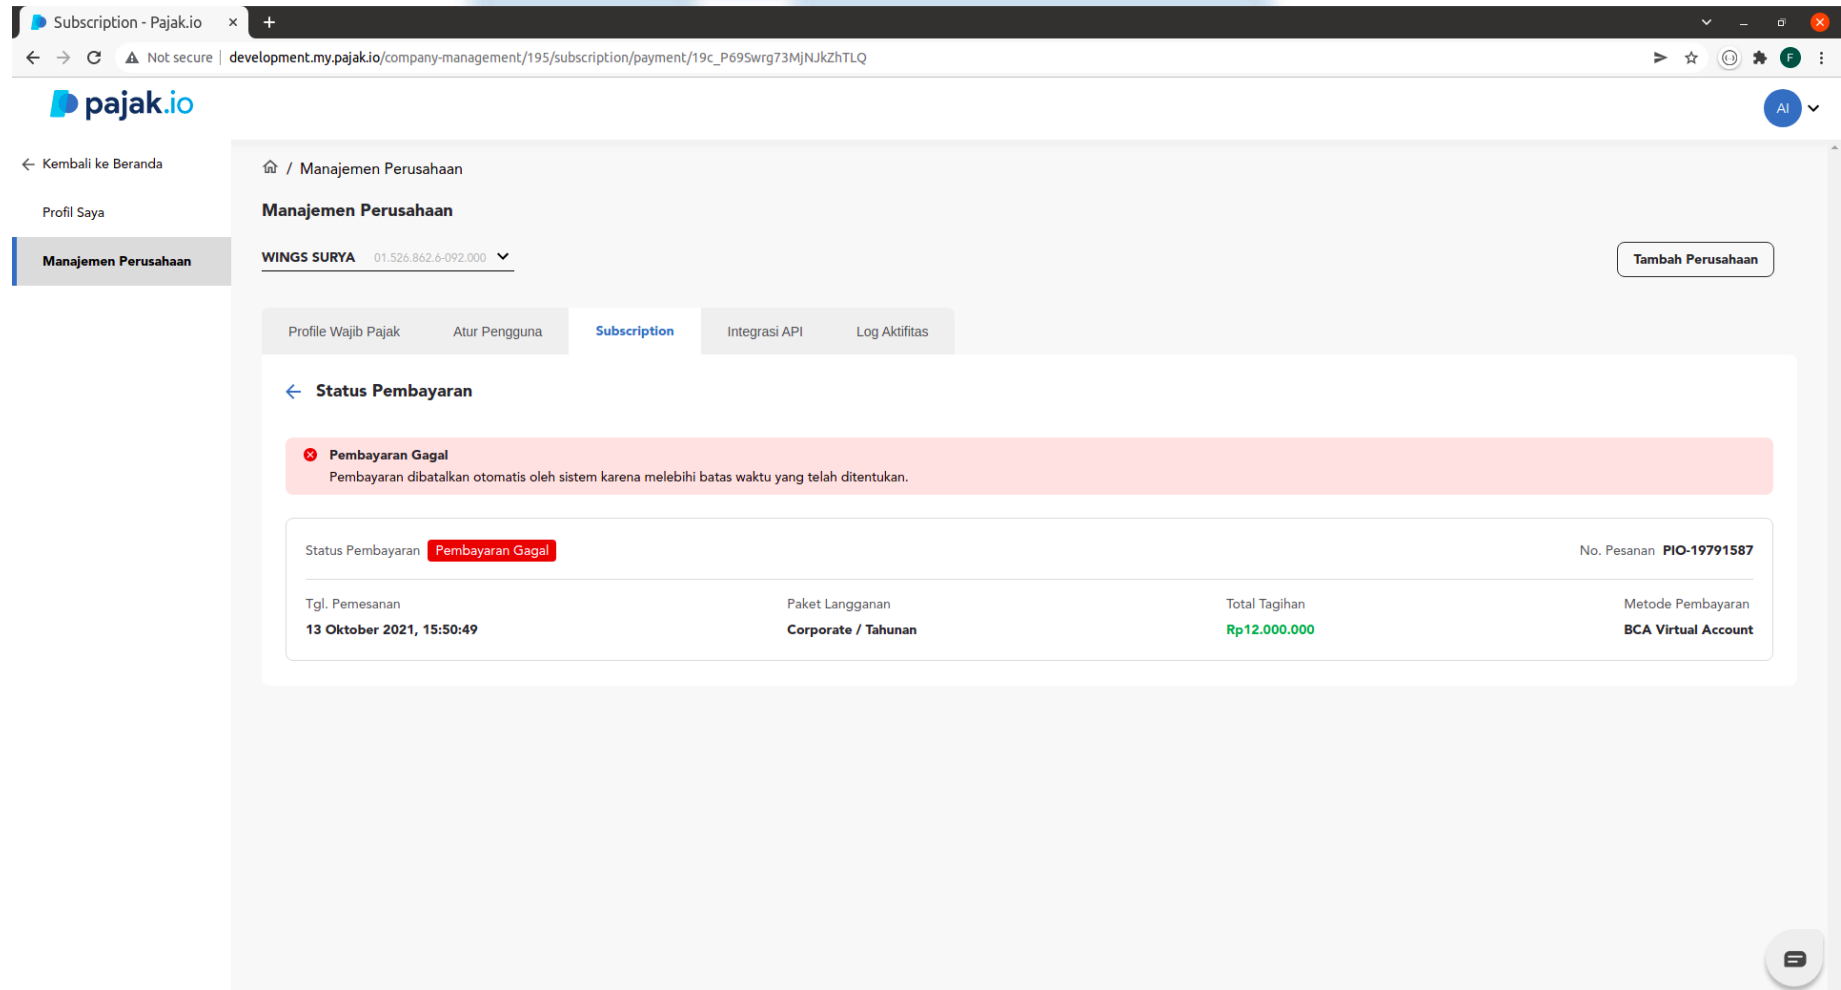 Subscription - Pajak.io
Not secure
development.my.pajak.io/company-management/195/subscription/payment/19c_P69Swrg73MjNJkZhTLQ
F
pajak.io
AI
Kembali ke Beranda
Profil Saya
Manajemen Perusahaan
/ Manajemen Perusahaan
Manajemen Perusahaan
WINGS SURYA 01.526.862.6-092.000
Tambah Perusahaan
Profile Wajib Pajak Atur Pengguna Subscription Integrasi API Log Aktifitas
Status Pembayaran
Pembayaran Gagal
Pembayaran dibatalkan otomatis oleh sistem karena melebihi batas waktu yang telah ditentukan.
Status Pembayaran Pembayaran Gagal No. Pesanan PIO-19791587
Tgl. Pemesanan Paket Langganan Total Tagihan Metode Pembayaran
13 Oktober 2021, 15:50:49 Corporate / Tahunan Rp12.000.000 BCA Virtual Account